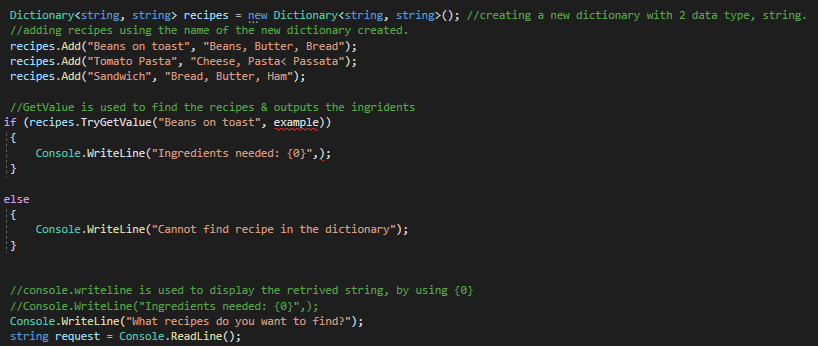 Dictionary<string, string> recipes = new Dictionary<string, string>(); //creating a new dictionary with 2 data type, string.
//adding recipes using the name of the new dictionary created.
recipes.Add("Beans on toast", "Beans, Butter, Bread");
recipes.Add("Tomato Pasta", "Cheese, Pasta< Passata");
recipes.Add("Sandwich", "Bread, Butter, Ham");
//GetValue is used to find the recipes & outputs the ingridents
if (recipes.TryGetValue("Beans on toast", example))
{
Console.WriteLine("Ingredients needed: {0}",);
}
else
{
Console.WriteLine("Cannot find recipe in the dictionary");
}
//console.writeline is used to display the retrived string, by using {0}
//Console.WriteLine("Ingredients needed: {0}",);
Console.WriteLine("What recipes do you want to find?");
string request = Console.ReadLine();